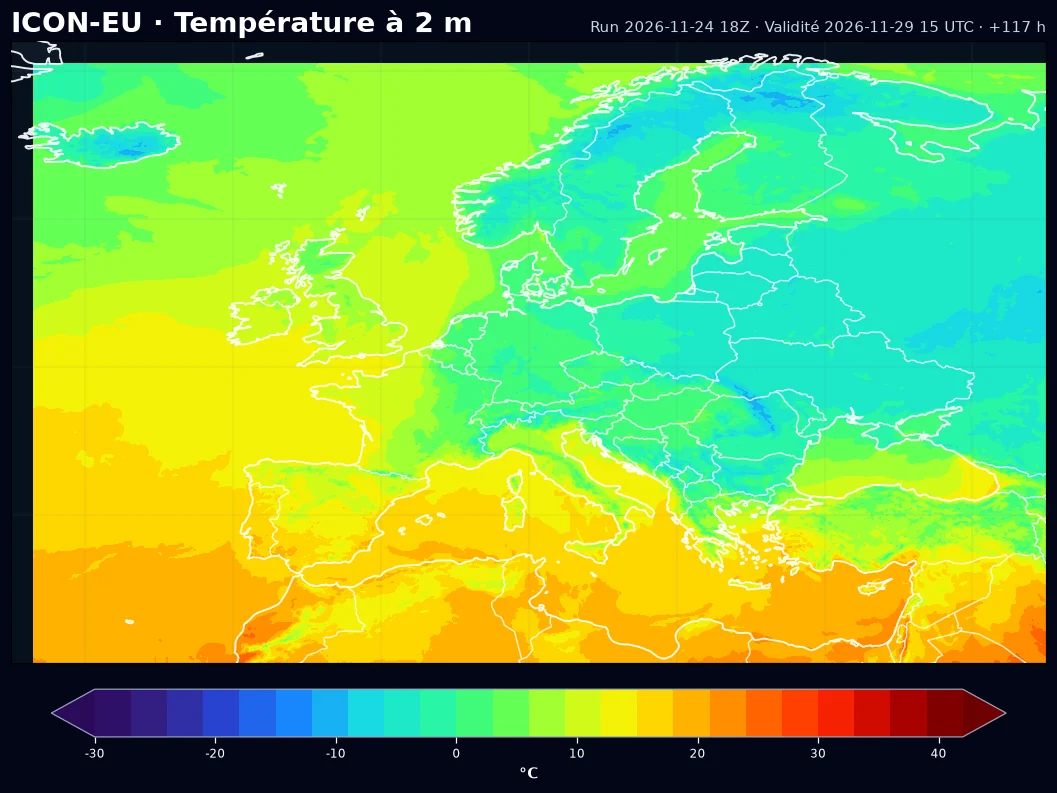 ICON-EU · Température à 2 m
Run 2026-11-24 18Z · Validité 2026-11-29 15 UTC · +117 h
-30 -20 -10 0 10 20 30 40
°C